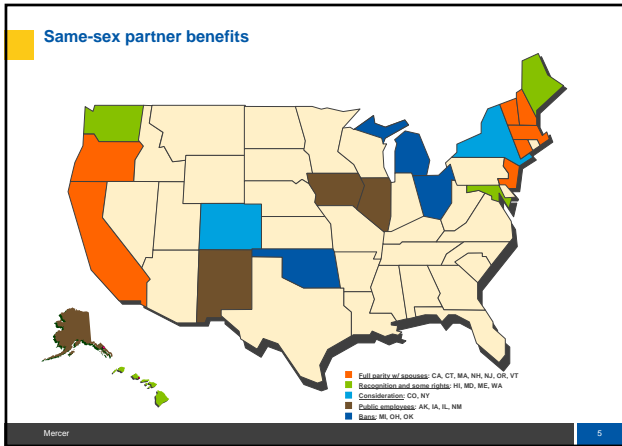 Same-sex partner benefits
Full parity w/ spouses: CA, CT, MA, NH, NJ, OR, VT
Recognition and some rights: HI, MD, ME, WA
Consideration: CO, NY
Public employees: AK, IA, IL, NM
Bans: MI, OH, OK
Mercer
5